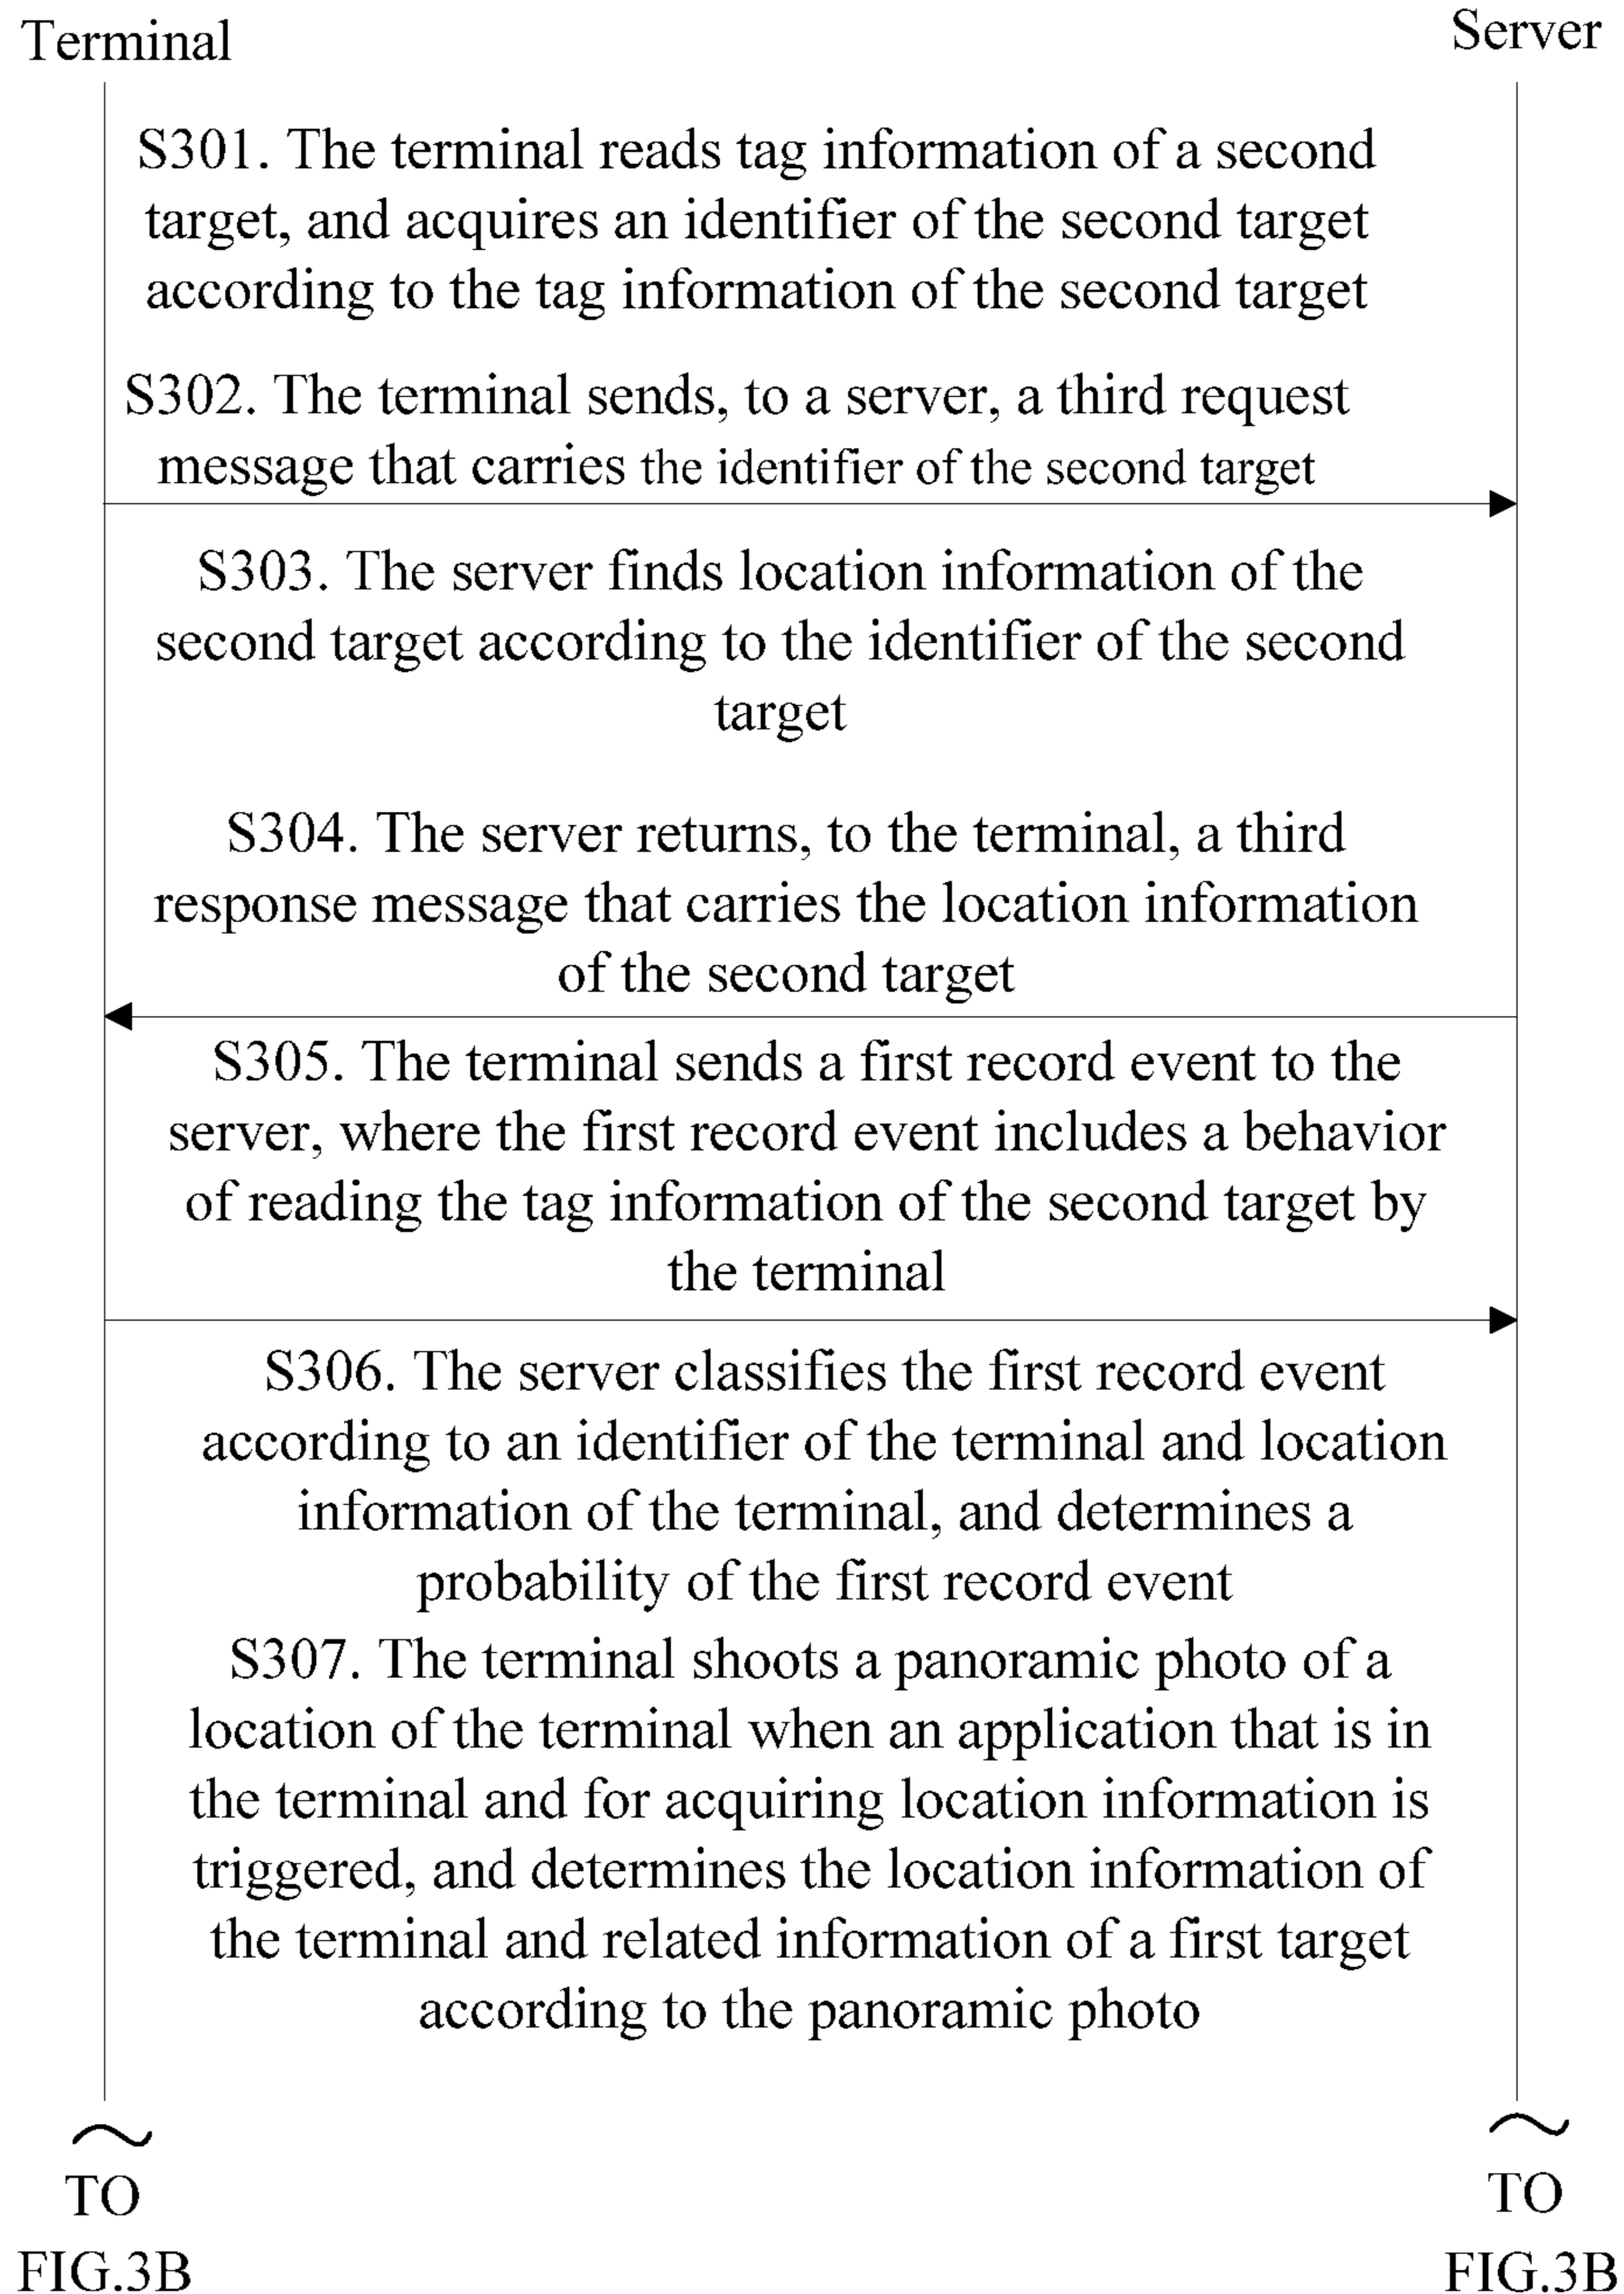 Terminal
Server
S301. The terminal reads tag information of a second
target, and acquires an identifier of the second target
according to the tag information of the second target
S302. The terminal sends, to a server, a third request
message that carries the identifier of the second target
S303. The server finds location information of the
second target according to the identifier of the second
target
S304. The server returns, to the terminal, a third
response message that carries the location information
of the second target
S305. The terminal sends a first record event to the
server, where the first record event includes a behavior
of reading the tag information of the second target by
the terminal
S306. The server classifies the first record event
according to an identifier of the terminal and location
information of the terminal, and determines a
probability of the first record event
S307. The terminal shoots a panoramic photo of a
location of the terminal when an application that is in
the terminal and for acquiring location information is
triggered, and determines the location information of
the terminal and related information of a first target
according to the panoramic photo
TO
FIG.3B
TO
FIG.3B